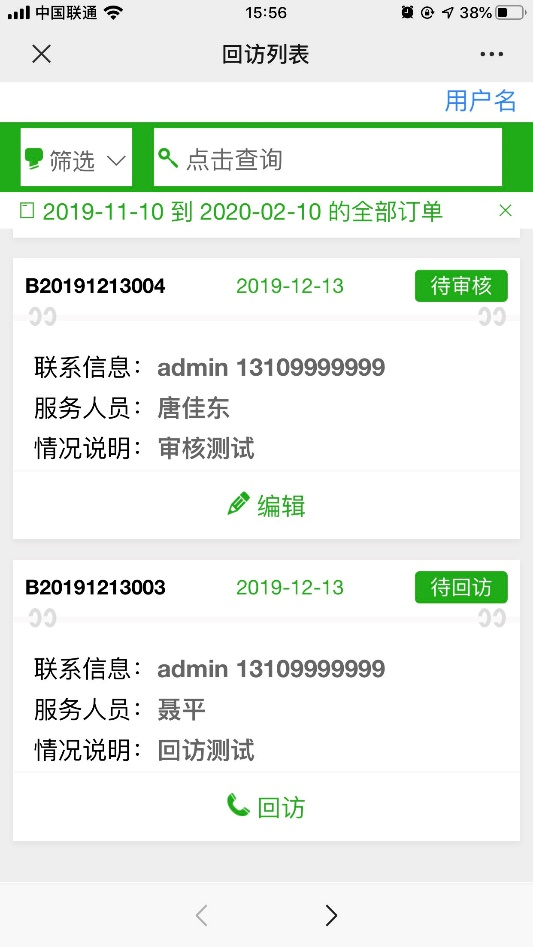 中国联通 15:56 38%
回访列表
用户名
筛选 点击查询
2019-11-10 到 2020-02-10 的全部订单
B20191213004 2019-12-13 待审核
联系信息：admin 13109999999
服务人员：唐佳东
情况说明：审核测试
编辑
B20191213003 2019-12-13 待回访
联系信息：admin 13109999999
服务人员：聂平
情况说明：回访测试
回访